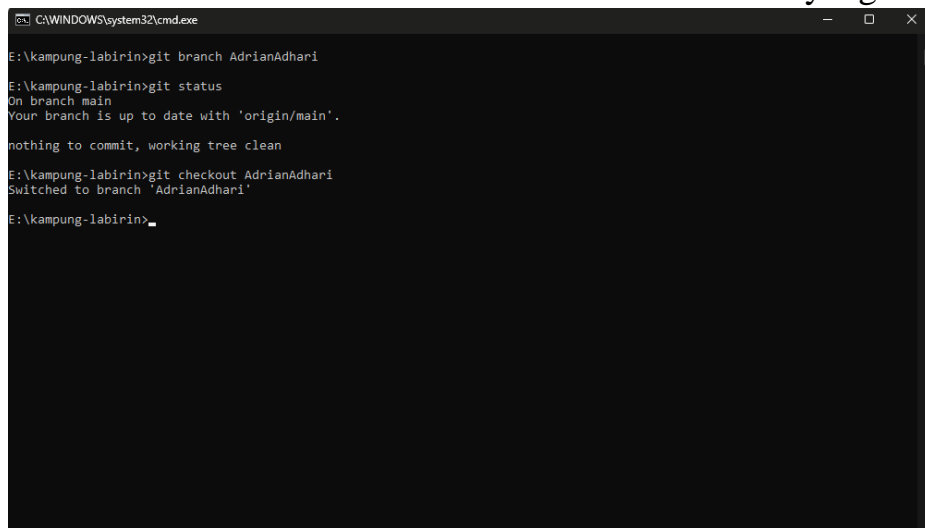 C:\WINDOWS\system32\cmd.exe
E:\kampung-labirin>git branch AdrianAdhari
E:\kampung-labirin>git status
On branch main
Your branch is up to date with 'origin/main'.
nothing to commit, working tree clean
E:\kampung-labirin>git checkout AdrianAdhari
Switched to branch 'AdrianAdhari'
E:\kampung-labirin>